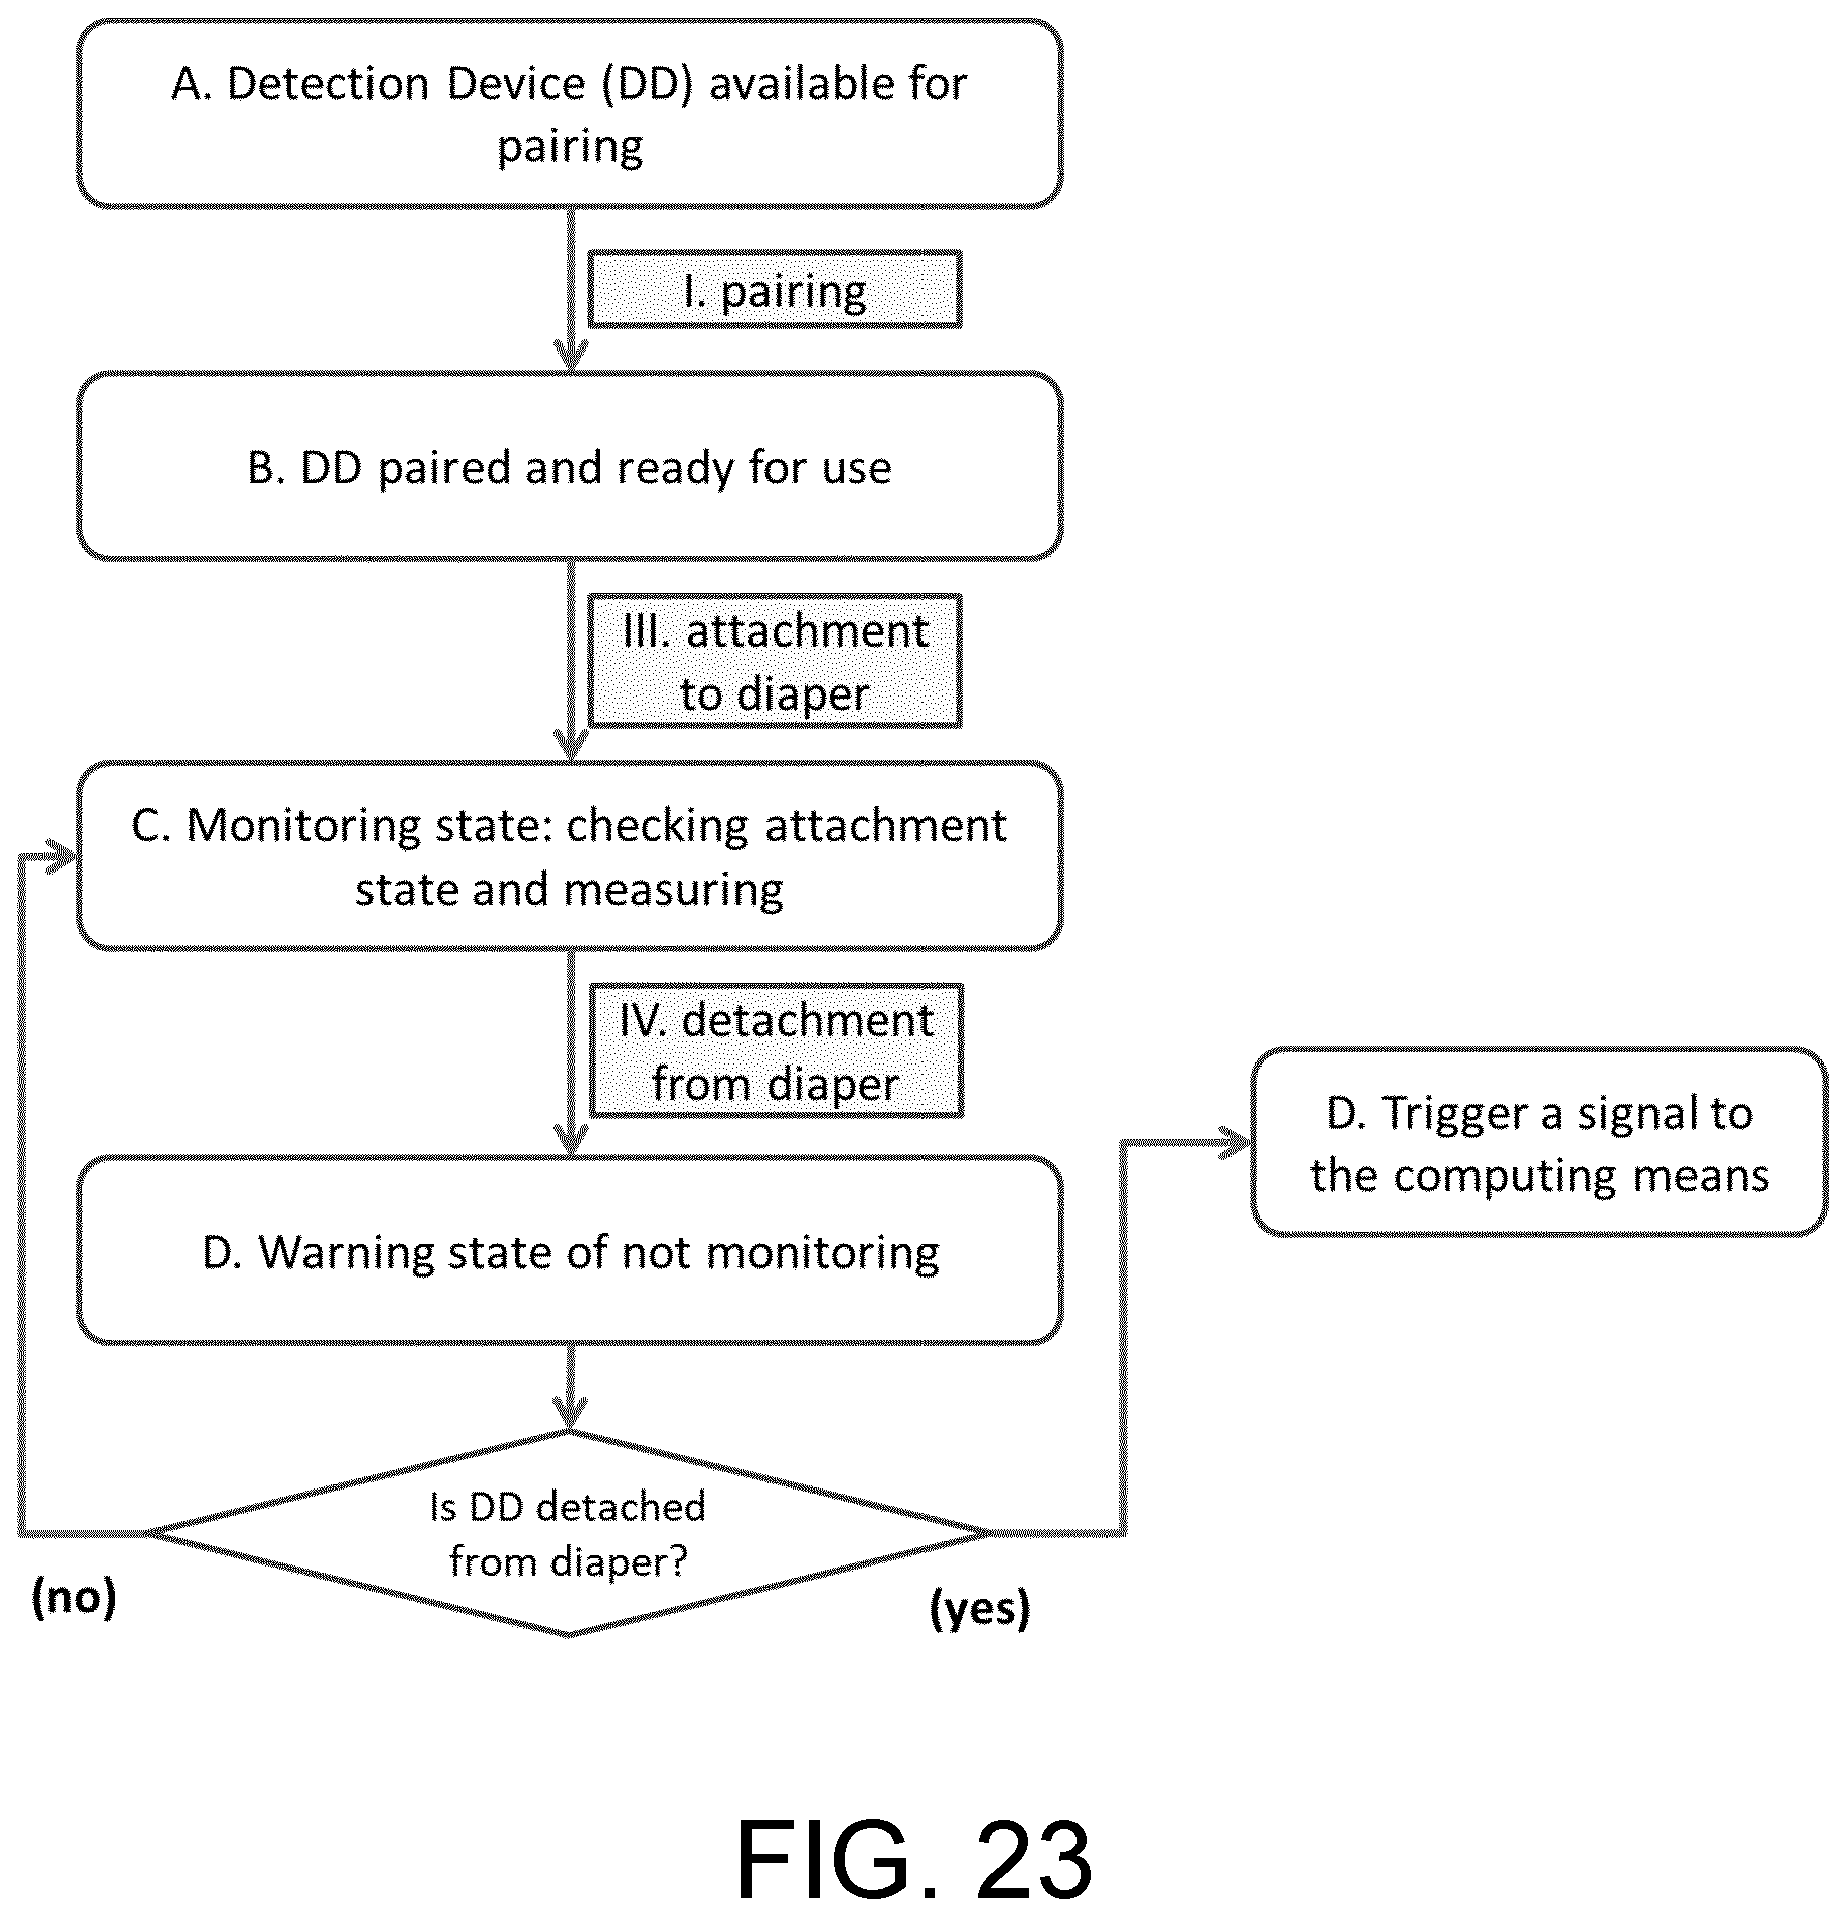 A. Detection Device (DD) available for
pairing
I. pairing
B. DD paired and ready for use
III. attachment
to diaper
C. Monitoring state: checking attachment
state and measuring
IV. detachment
from diaper
D. Trigger a signal to
the computing means
D. Warning state of not monitoring
Is DD detached
from diaper?
(no)
(yes)
FIG. 23